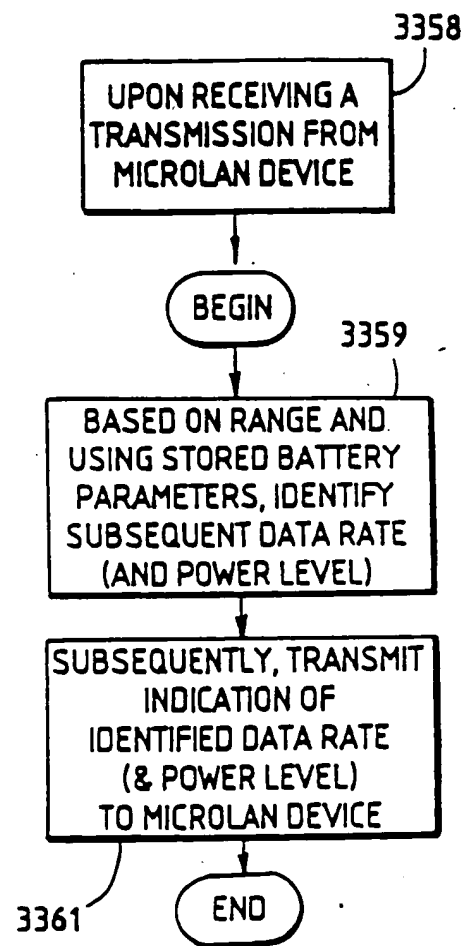 3358
UPON RECEIVING A
TRANSMISSION FROM
MICROLAN DEVICE
BEGIN
3359
BASED ON RANGE AND
USING STORED BATTERY
PARAMETERS, IDENTIFY
SUBSEQUENT DATA RATE
(AND POWER LEVEL)
SUBSEQUENTLY, TRANSMIT
INDICATION OF
IDENTIFIED DATA RATE
(& POWER LEVEL)
TO MICROLAN DEVICE
3361
END